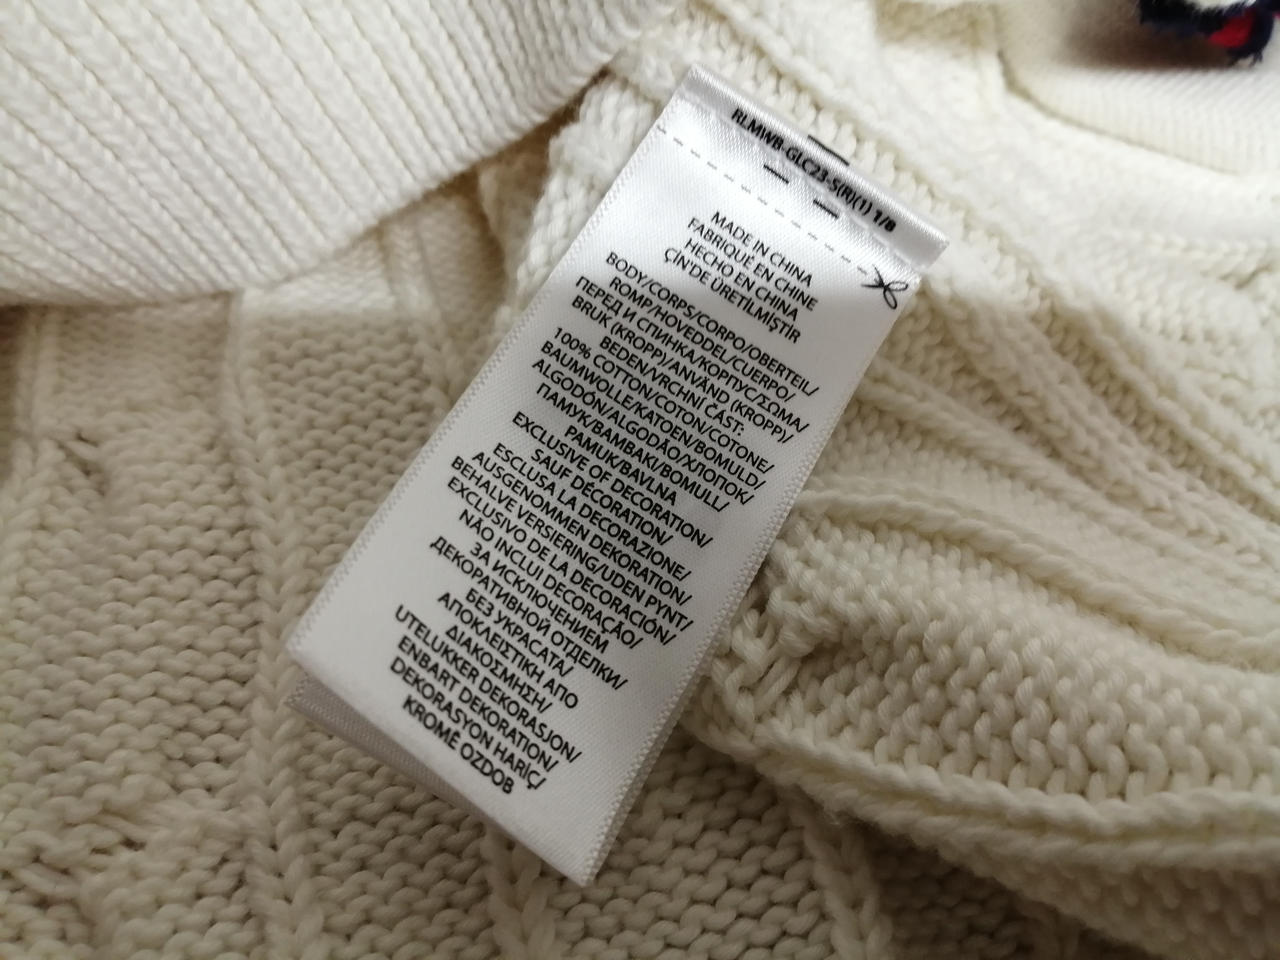 RLMWB-GLC23-S(R)(1) 1/8
MADE IN CHINA
FABRIQUÉ EN CHINE
HECHO EN CHINA
ÇİN'DE ÜRETİLMİŞTİR
BODY/CORPS/CORPO/OBERTEIL/
ROMP/HOVEDDEL/CUERPO/
ПЕРЕД И СПИНКА/КОРПУС/ΣΩΜΑ/
BRUK (KROPP)/ANVÄND (KROPP)/
BEDEN/VRCHNÍ ČÁST:
100% COTTON/COTON/COTONE/
BAUMWOLLE/KATOEN/BOMULD/
ALGODÓN/ALGODÃO/ХЛОПОК/
ПАМУК/ΒΑΜΒΑΚΙ/BOMULL/
PAMUK/BAVLNA
EXCLUSIVE OF DECORATION/
SAUF DÉCORATION/
ESCLUSA LA DECORAZIONE/
AUSGENOMMEN DEKORATION/
BEHALVE VERSIERING/UDEN PYNT/
EXCLUSIVO DE LA DECORACIÓN/
NÃO INCLUI DECORAÇÃO/
ЗА ИСКЛЮЧЕНИЕМ
ДЕКОРАТИВНОЙ ОТДЕЛКИ/
БЕЗ УКРАСАТА/
ΑΠΟΚΛΕΙΣΤΙΚΗ ΑΠΟ
ΔΙΑΚΟΣΜΗΣΗ/
UTELUKKER DEKORASJON/
ENBART DEKORATION/
DEKORASYON HARİÇ/
KROMĚ OZDOB